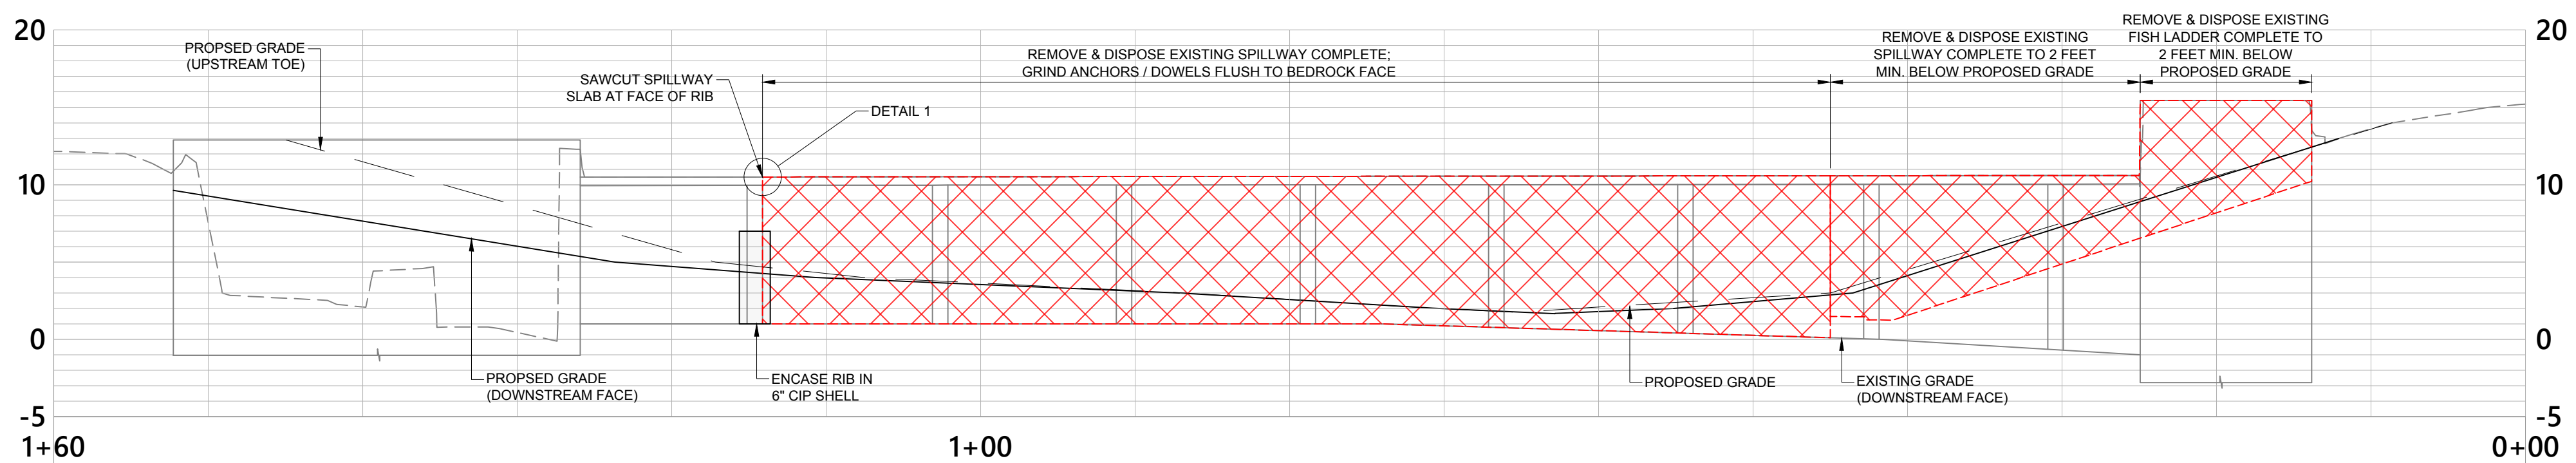 20
PROPSED GRADE
(UPSTREAM TOE)
SAWCUT SPILLWAY
SLAB AT FACE OF RIB
REMOVE & DISPOSE EXISTING SPILLWAY COMPLETE;
GRIND ANCHORS / DOWELS FLUSH TO BEDROCK FACE
DETAIL 1
REMOVE & DISPOSE EXISTING
SPILLWAY COMPLETE TO 2 FEET
MIN. BELOW PROPOSED GRADE
REMOVE & DISPOSE EXISTING
FISH LADDER COMPLETE TO
2 FEET MIN. BELOW
PROPOSED GRADE
20
10
10
0
0
PROPSED GRADE
(DOWNSTREAM FACE)
ENCASE RIB IN
6" CIP SHELL
PROPOSED GRADE
EXISTING GRADE
(DOWNSTREAM FACE)
-5
-5
1+60
1+00
0+00